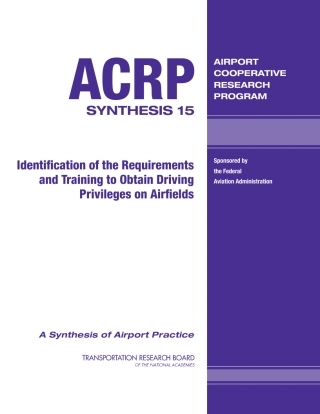 ACRP
SYNTHESIS 15
AIRPORT
COOPERATIVE
RESEARCH
PROGRAM
Identification of the Requirements
and Training to Obtain Driving
Privileges on Airfields
Sponsored by
the Federal
Aviation Administration
A Synthesis of Airport Practice
TRANSPORTATION RESEARCH BOARD
OF THE NATIONAL ACADEMIES